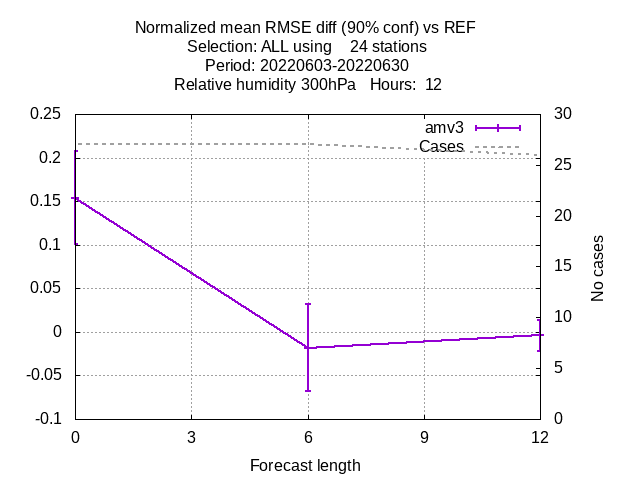 Normalized mean RMSE diff (90% conf) vs REF
Selection: ALL using    24 stations
Period: 20220603-20220630
Relative humidity 300hPa   Hours:  12
0.25
0.2
0.15
0.1
0.05
0
-0.05
-0.1
30
25
20
15
10
5
0
No cases
amv3
Cases
0 3 6 9 12
Forecast length